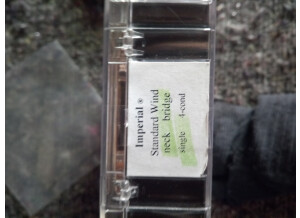 Imperial ®
Standard Wind
neck bridge
single 4-cond